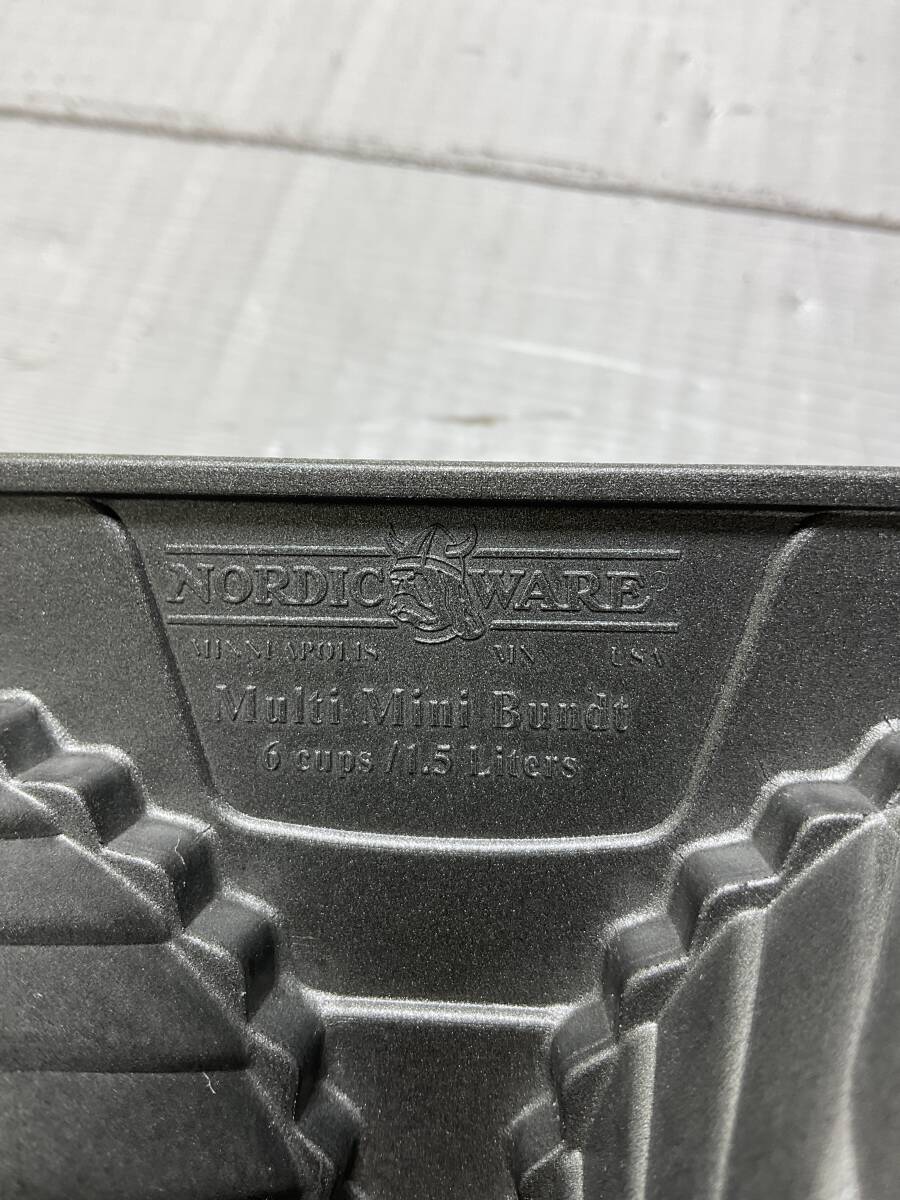 NORDIC WARE®
MINNEAPOLIS MN USA
Multi Mini Bundt
6 cups / 1.5 Liters